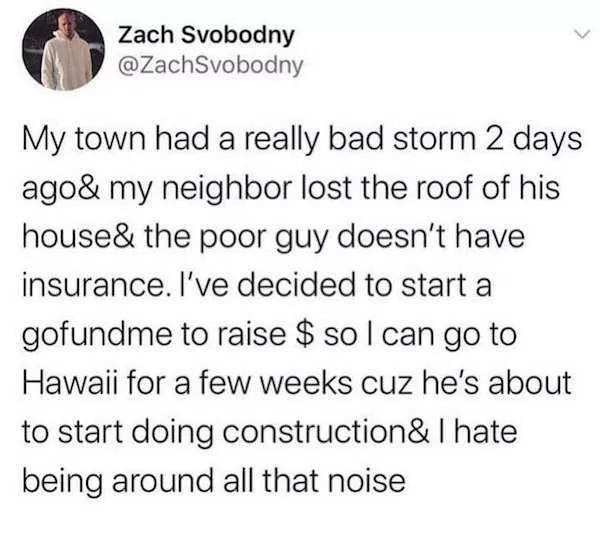 Zach Svobodny
@ZachSvobodny
My town had a really bad storm 2 days
ago& my neighbor lost the roof of his
house& the poor guy doesn't have
insurance. I've decided to start a
gofundme to raise $ so I can go to
Hawaii for a few weeks cuz he's about
to start doing construction& I hate
being around all that noise